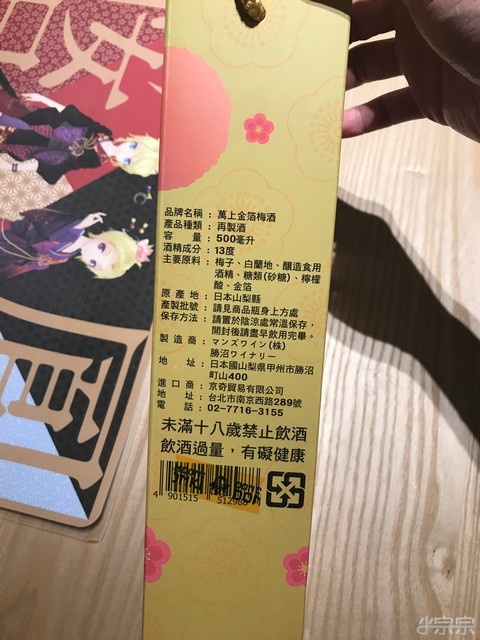 品牌名稱：萬上金箔梅酒
產品種類：再製酒
容　　量：500毫升
酒精成分：13度
主要原料：梅子、白蘭地、釀造食用
酒精、糖類(砂糖)、檸檬
酸、金箔
原 產 地：日本山梨縣
產製批號：請見商品瓶身上方處
保存方法：請置於陰涼處常溫保存，
開封後請盡早飲用完畢。
製 造 商：マンズワイン(株)
勝沼ワイナリー
地　　址：日本國山梨県甲州市勝沼
町山400
進 口 商：京奇貿易有限公司
地　　址：台北市南京西路289號
電　　話：02-7716-3155
未滿十八歲禁止飲酒
飲酒過量，有礙健康
4 901515 512988
小宗宗